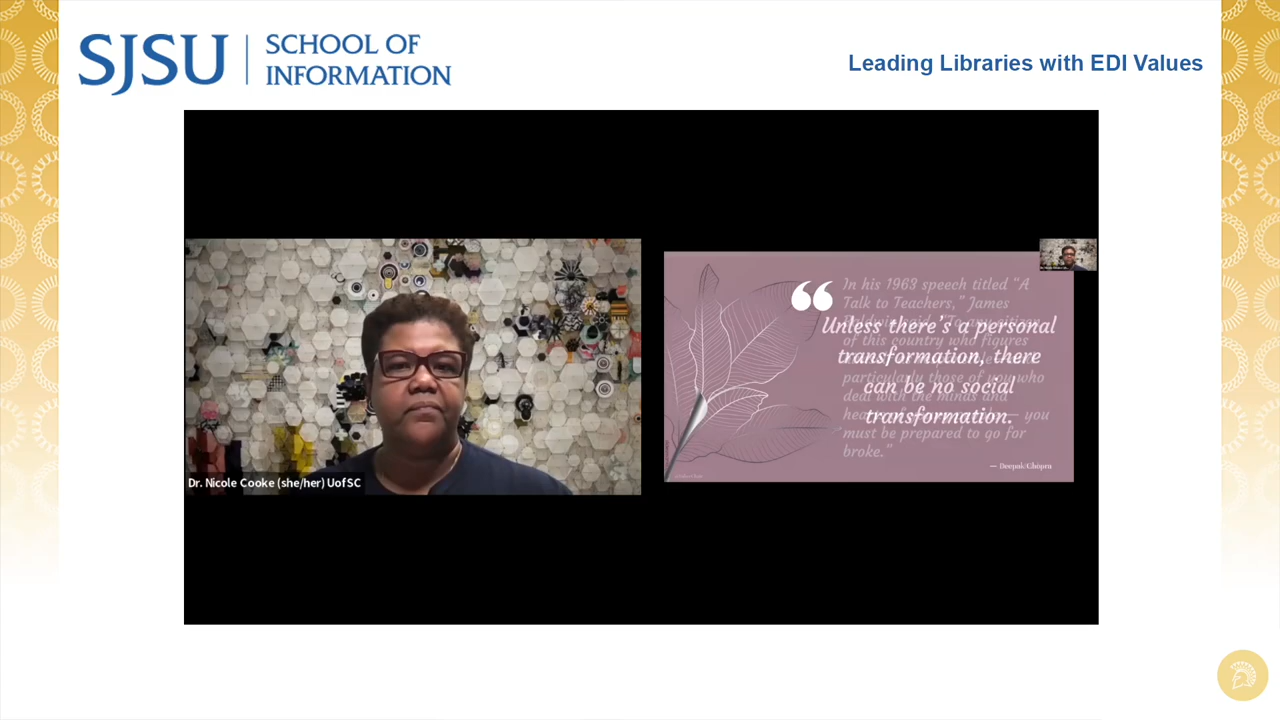 SJSU
SCHOOL OF
INFORMATION
Leading Libraries with EDI Values
Dr. Nicole Cooke (she/her) UofSC
“
Unless there's a personal
transformation, there
can be no social
transformation.
— Deepak Chopra
In his 1963 speech titled “A
Talk to Teachers,” James
of this country who figures
particularly those of you who
deal with the minds and
you
must be prepared to go for
broke.”